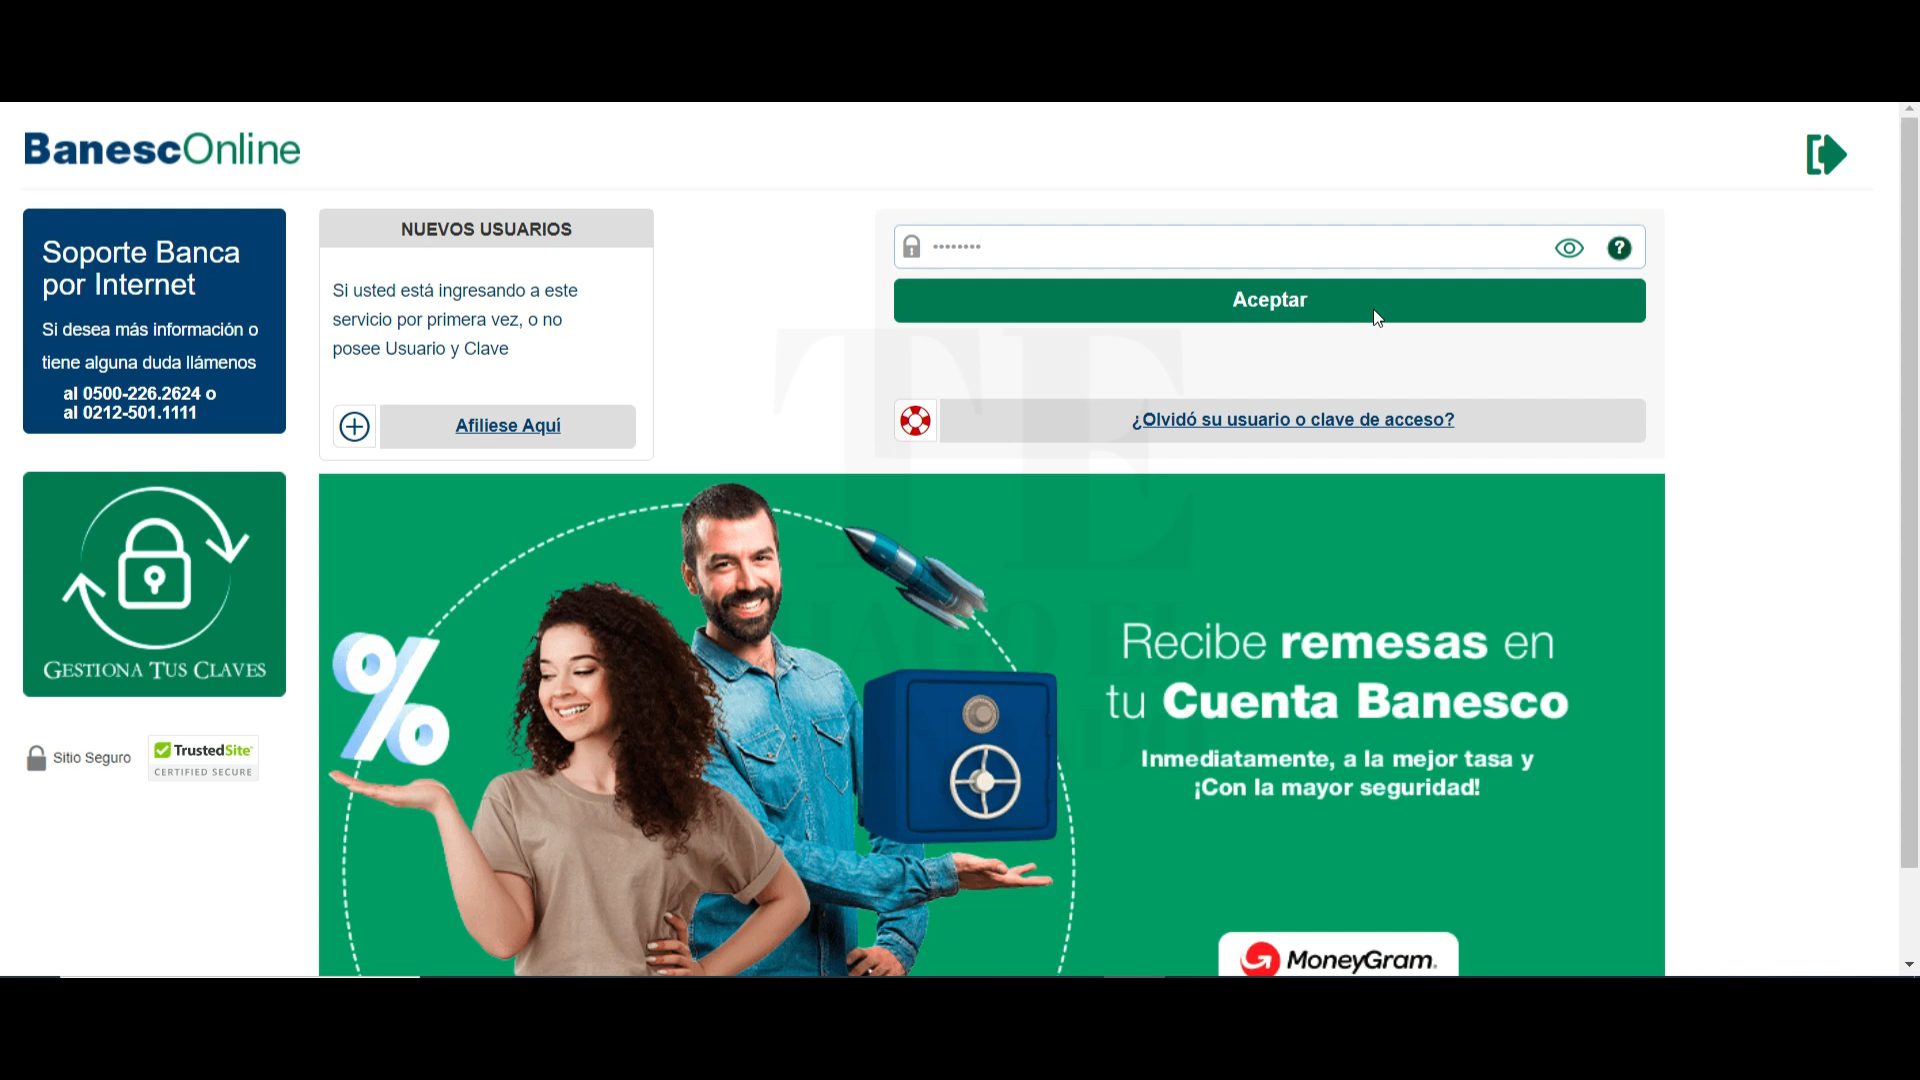 BanescOnline
Soporte Banca
por Internet
Si desea más información o
tiene alguna duda llámenos
al 0500-226.2624 o
al 0212-501.1111
NUEVOS USUARIOS
Si usted está ingresando a este
servicio por primera vez, o no
posee Usuario y Clave
Afiliese Aquí
Aceptar
¿Olvidó su usuario o clave de acceso?
GESTIONA TUS CLAVES
Sitio Seguro
TrustedSite
CERTIFIED SECURE
%
Recibe remesas en
tu Cuenta Banesco
Inmediatamente, a la mejor tasa y
¡Con la mayor seguridad!
MoneyGram.
TE